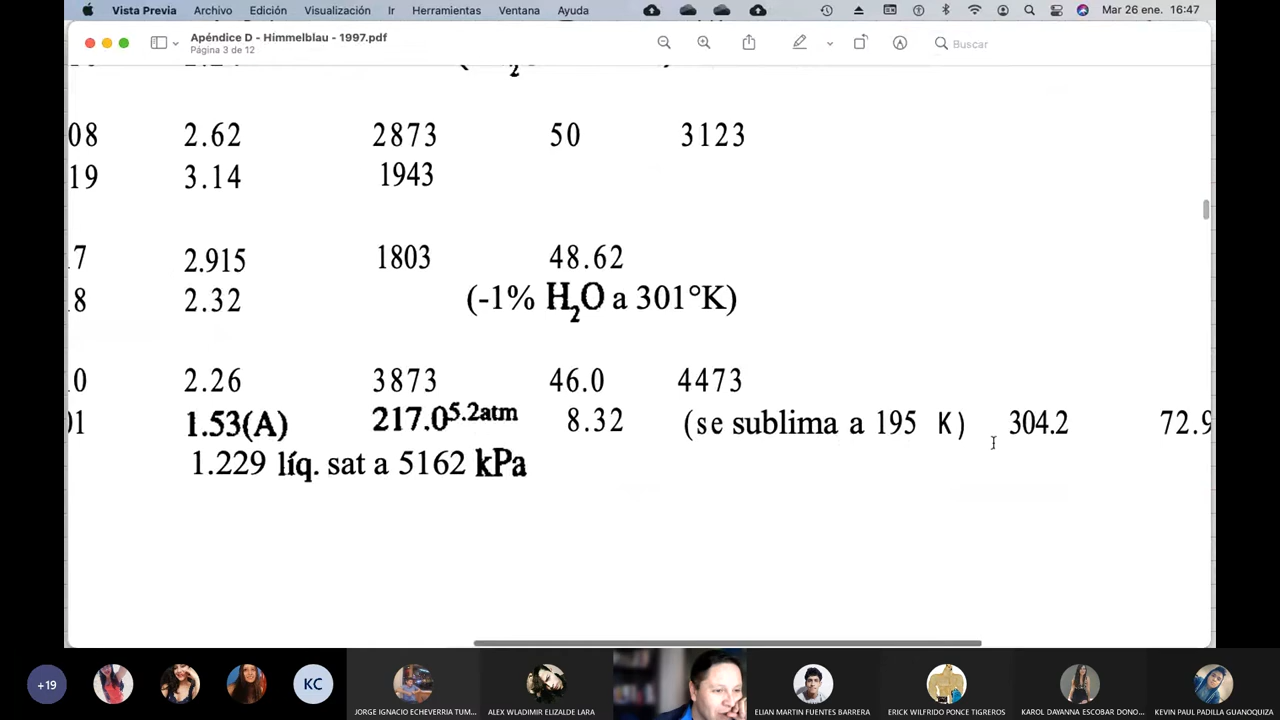 Vista Previa Archivo Edición Visualización Ir Herramientas Ventana Ayuda Mar 26 ene. 16:47
Apéndice D - Himmelblau - 1997.pdf
Página 3 de 12
Buscar
08 2.62 2873 50 3123
19 3.14 1943
.7 2.915 1803 48.62
.8 2.32 (-1% H₂O a 301°K)
.0 2.26 3873 46.0 4473
01 1.53(A) 217.0⁵·²ᵃᵗᵐ 8.32 (se sublima a 195 K) 304.2 72.9
1.229 líq. sat a 5162 kPa
+19 KC
JORGE IGNACIO ECHEVERRIA TUM... ALEX WLADIMIR ELIZALDE LARA ELIAN MARTIN FUENTES BARRERA ERICK WILFRIDO PONCE TIGREROS KAROL DAYANNA ESCOBAR DONO... KEVIN PAUL PADILLA GUANOQUIZA